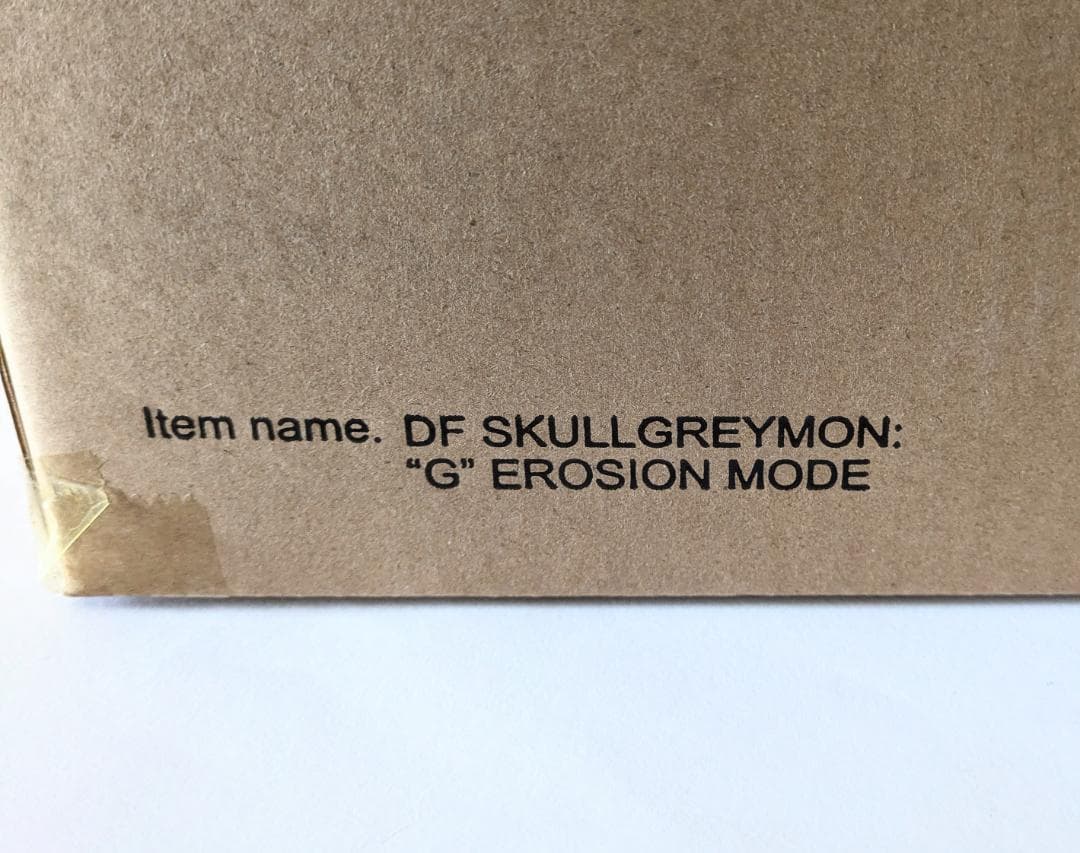 Item name. DF SKULLGREYMON:
“G” EROSION MODE